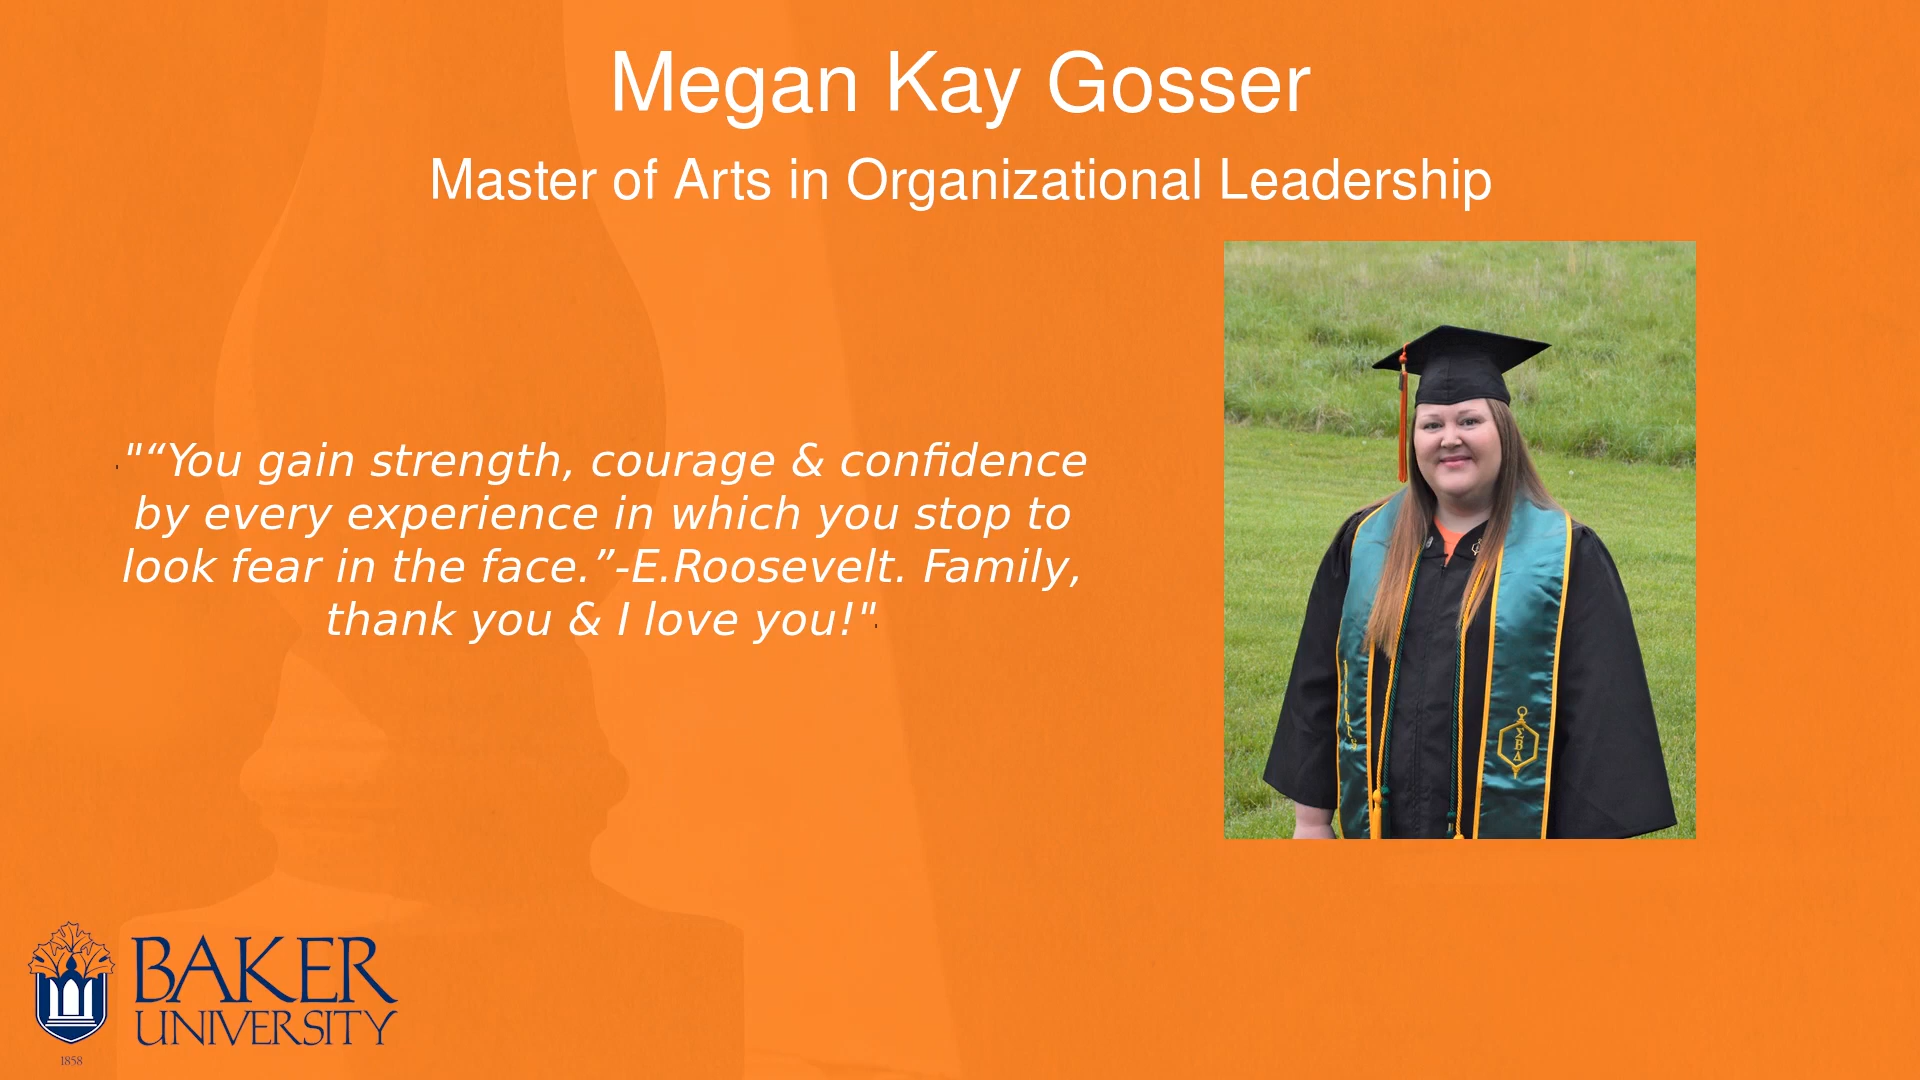 Megan Kay Gosser
Master of Arts in Organizational Leadership
"“You gain strength, courage & confidence
by every experience in which you stop to
look fear in the face.”-E.Roosevelt. Family,
thank you & I love you!"
ΣΒΔ
BAKER
UNIVERSITY
1858